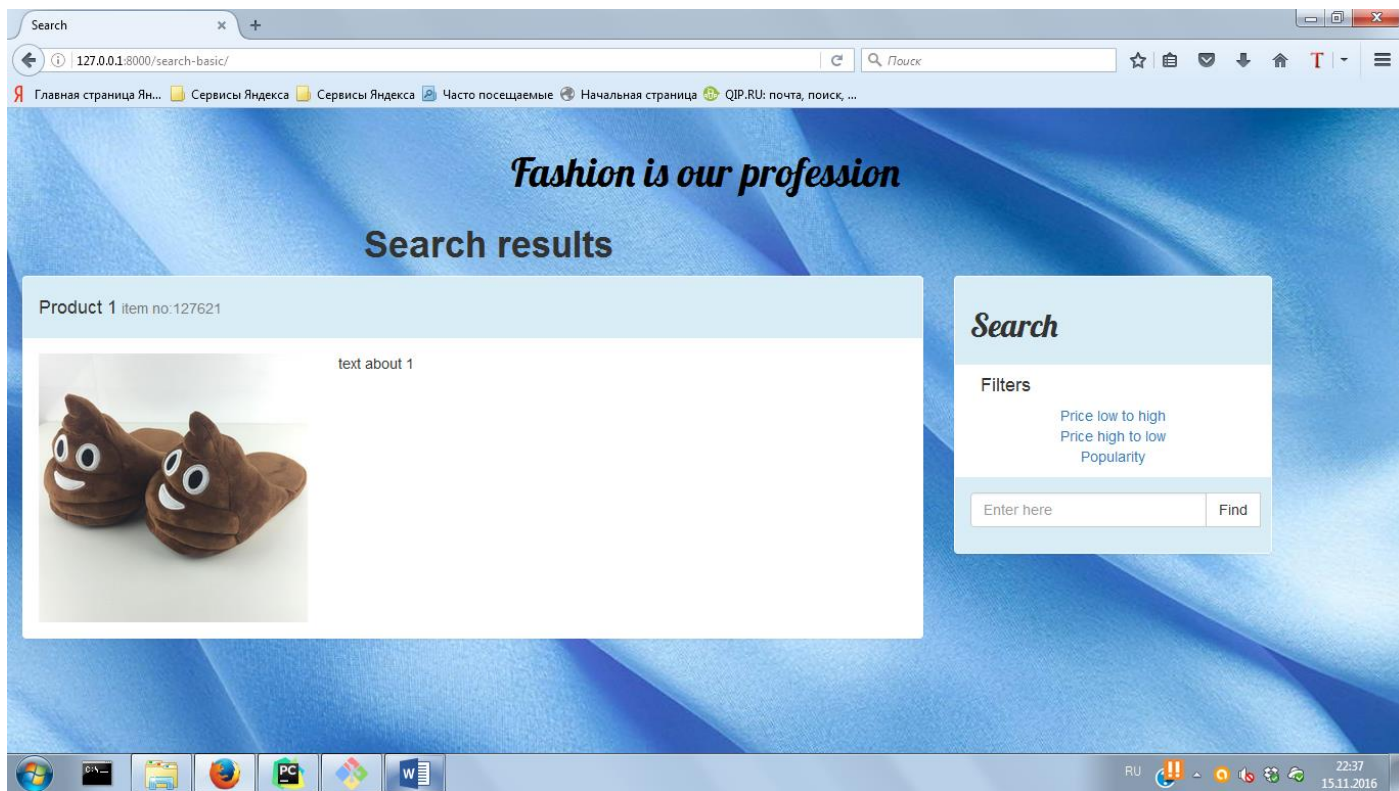 Search
127.0.0.1:8000/search-basic/
Поиск
Главная страница Ян... Сервисы Яндекса Сервисы Яндекса Часто посещаемые Начальная страница QIP.RU: почта, поиск, ...
Fashion is our profession
Search results
Product 1 item no:127621
text about 1
Search
Filters
Price low to high
Price high to low
Popularity
Enter here
Find
RU
22:37
15.11.2016